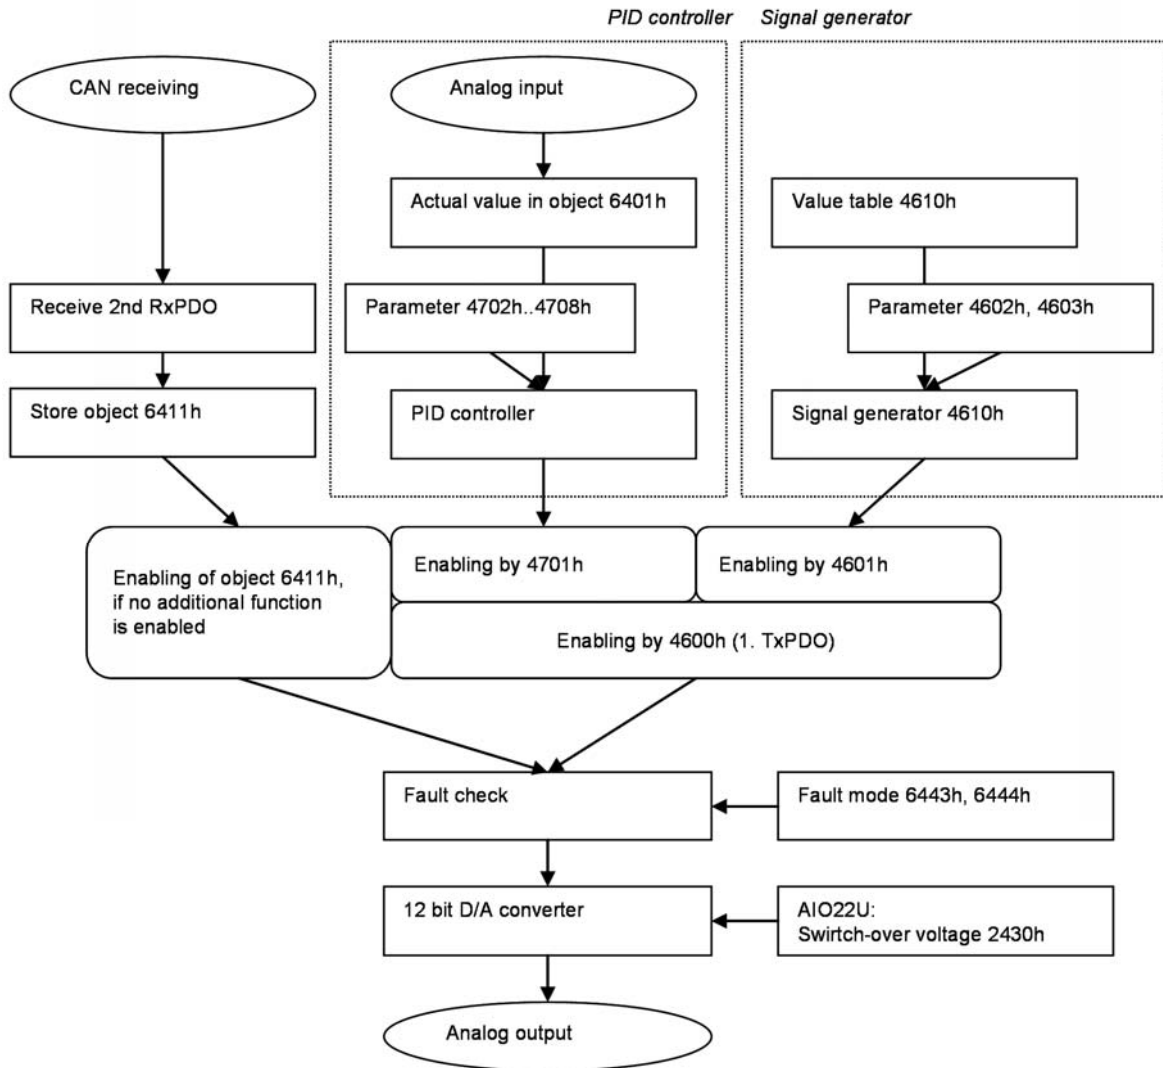 PID controller
Signal generator
CAN receiving
Analog input
Actual value in object 6401h
Value table 4610h
Receive 2nd RxPDO
Parameter 4702h..4708h
Parameter 4602h, 4603h
Store object 6411h
PID controller
Signal generator 4610h
Enabling of object 6411h,
if no additional function
is enabled
Enabling by 4701h
Enabling by 4601h
Enabling by 4600h (1. TxPDO)
Fault check
Fault mode 6443h, 6444h
12 bit D/A converter
AIO22U:
Swirtch-over voltage 2430h
Analog output